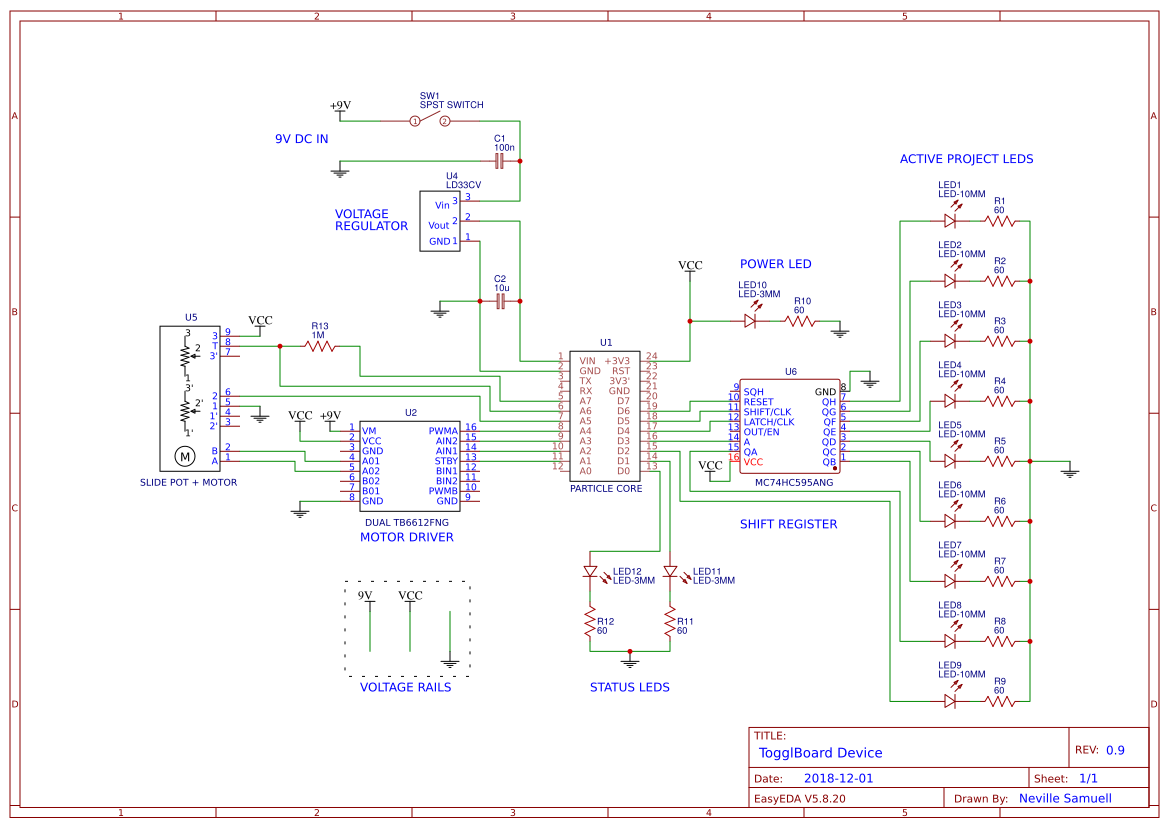 1 2 3 4 5
A A
B B
C C
D D
+9V
SW1
SPST SWITCH
1 2
9V DC IN
C1
100n
U4
LD33CV
Vin 3 3
Vout 2 2
GND 1 1
VOLTAGE
REGULATOR
C2
10u
ACTIVE PROJECT LEDS
LED1
LED-10MM
R1
60
LED2
LED-10MM
R2
60
LED3
LED-10MM
R3
60
LED4
LED-10MM
R4
60
LED5
LED-10MM
R5
60
LED6
LED-10MM
R6
60
LED7
LED-10MM
R7
60
LED8
LED-10MM
R8
60
LED9
LED-10MM
R9
60
VCC
POWER LED
LED10
LED-3MM
R10
60
U5
VCC
3 3 9
2 T 8
3' 7
1
3'
2 6
2' 1 5
1' 4
2' 3
1'
B 2
M A 1
SLIDE POT + MOTOR
R13
1M
VCC +9V
U2
1 VM PWMA 16
2 VCC AIN2 15
3 GND AIN1 14
4 A01 STBY 13
5 A02 BIN1 12
6 B02 BIN2 11
7 B01 PWMB 10
8 GND GND 9
DUAL TB6612FNG
MOTOR DRIVER
U1
1 VIN +3V3 24
2 GND RST 23
3 TX 3V3' 22
4 RX GND 21
5 A7 D7 20
6 A6 D6 19
7 A5 D5 18
8 A4 D4 17
9 A3 D3 16
10 A2 D2 15
11 A1 D1 14
12 A0 D0 13
PARTICLE CORE
U6
9 SQH GND 8
10 RESET QH 7
11 SHIFT/CLK QG 6
12 LATCH/CLK QF 5
13 OUT/EN QE 4
14 A QD 3
15 QA QC 2
16 VCC QB 1
VCC
MC74HC595ANG
SHIFT REGISTER
LED12
LED-3MM
LED11
LED-3MM
R12
60
R11
60
STATUS LEDS
9V VCC
VOLTAGE RAILS
TITLE:
TogglBoard Device
REV: 0.9
Date: 2018-12-01
Sheet: 1/1
EasyEDA V5.8.20
Drawn By: Neville Samuell
1 2 3 4 5